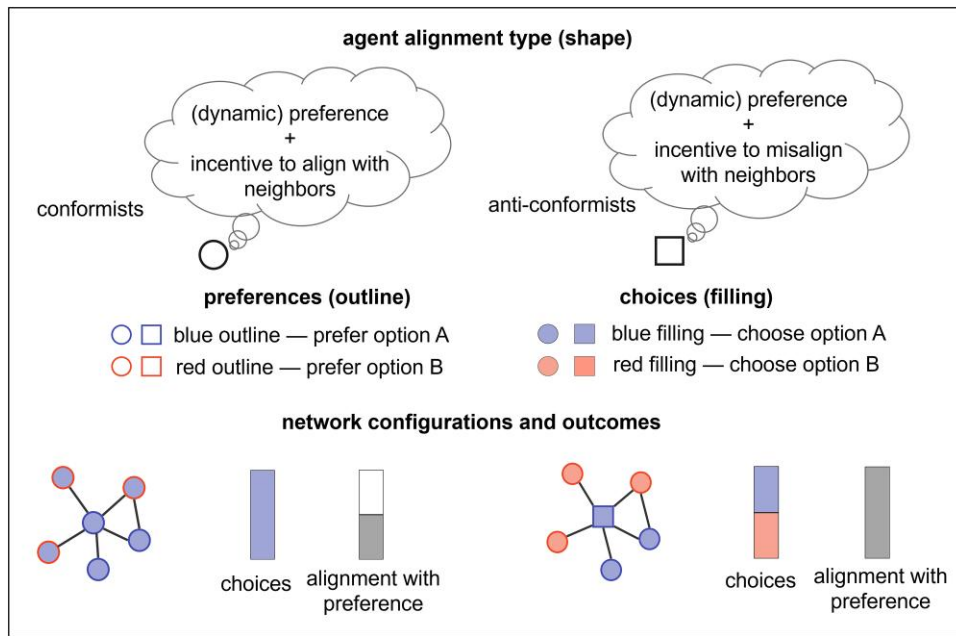 agent alignment type (shape)
(dynamic) preference
+
incentive to align with
neighbors
conformists
(dynamic) preference
+
incentive to misalign
with neighbors
anti-conformists
preferences (outline)
blue outline — prefer option A
red outline — prefer option B
choices (filling)
blue filling — choose option A
red filling — choose option B
network configurations and outcomes
choices
alignment with
preference
choices
alignment with
preference